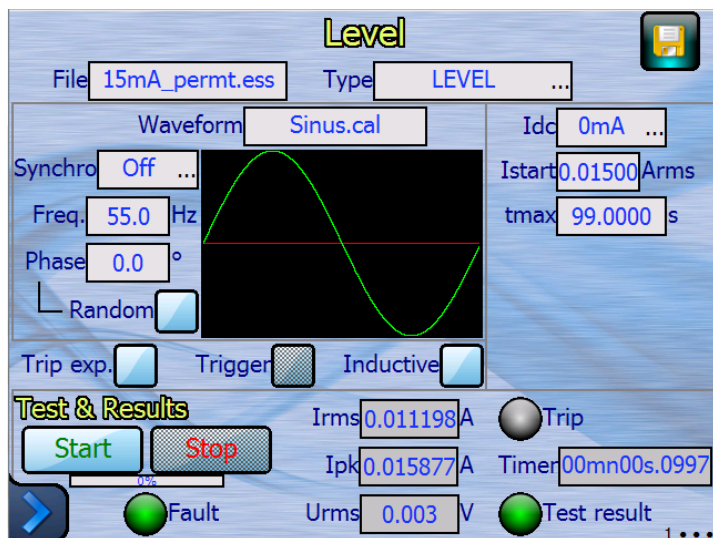 Level
File 15mA_permt.ess Type LEVEL ...
Waveform Sinus.cal
Idc 0mA ...
Synchro Off ...
Istart 0.01500 Arms
Freq. 55.0 Hz
tmax 99.0000 s
Phase 0.0 °
Random
Trip exp. Trigger Inductive
Test & Results
Start Stop
0%
Fault
Irms 0.011198 A
Trip
Ipk 0.015877 A
Timer 00mn00s.0997
Urms 0.003 V
Test result
1 •••